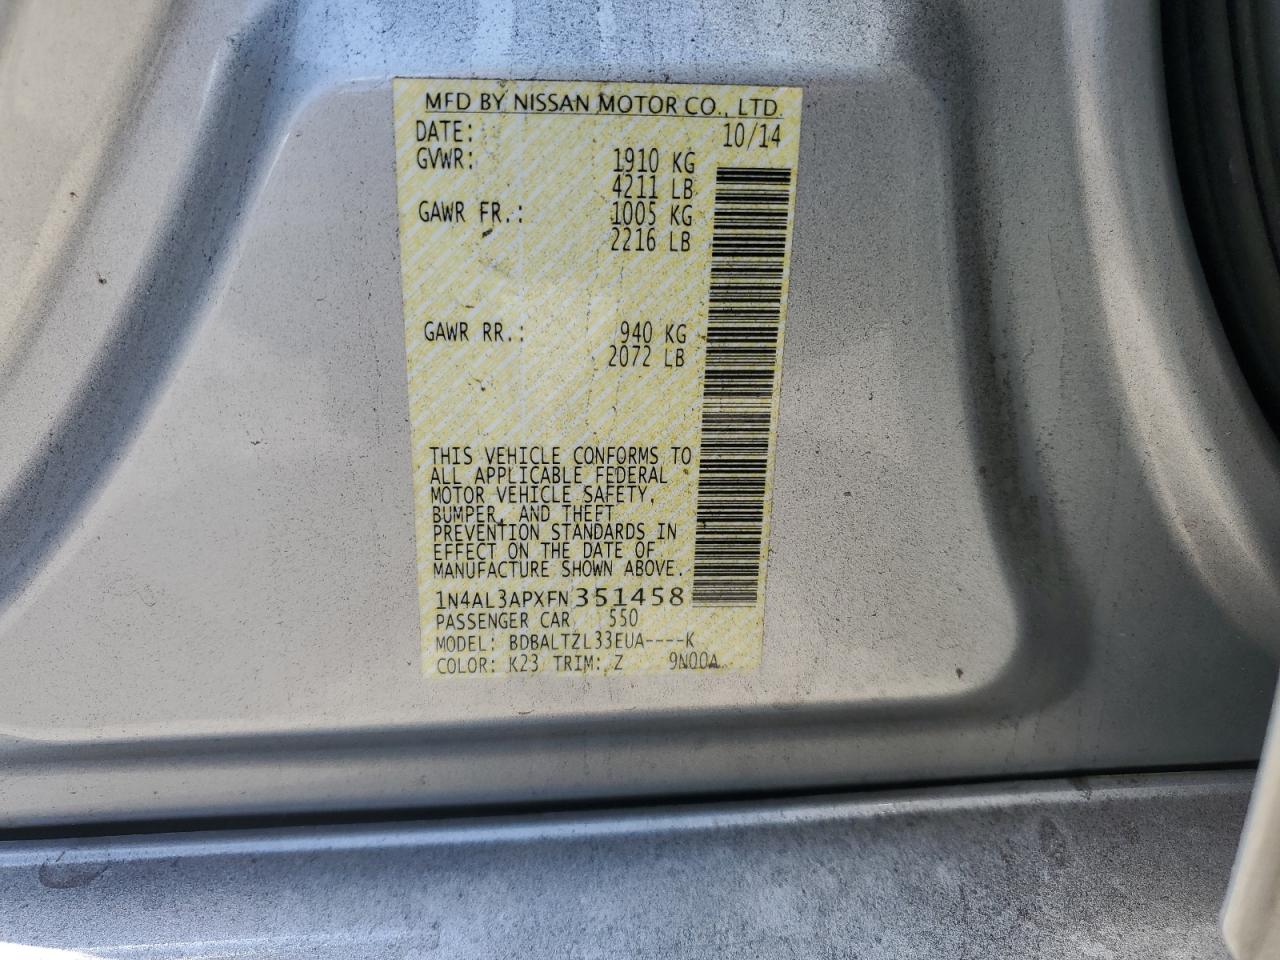 MFD BY NISSAN MOTOR CO., LTD.
DATE: 10/14
GVWR: 1910 KG
4211 LB
GAWR FR.: 1005 KG
2216 LB
GAWR RR.: 940 KG
2072 LB
THIS VEHICLE CONFORMS TO
ALL APPLICABLE FEDERAL
MOTOR VEHICLE SAFETY,
BUMPER, AND THEFT
PREVENTION STANDARDS IN
EFFECT ON THE DATE OF
MANUFACTURE SHOWN ABOVE.
1N4AL3APXFN351458
PASSENGER CAR 550
MODEL: BDBALTZL33EUA----K
COLOR: K23 TRIM: Z 9N00A